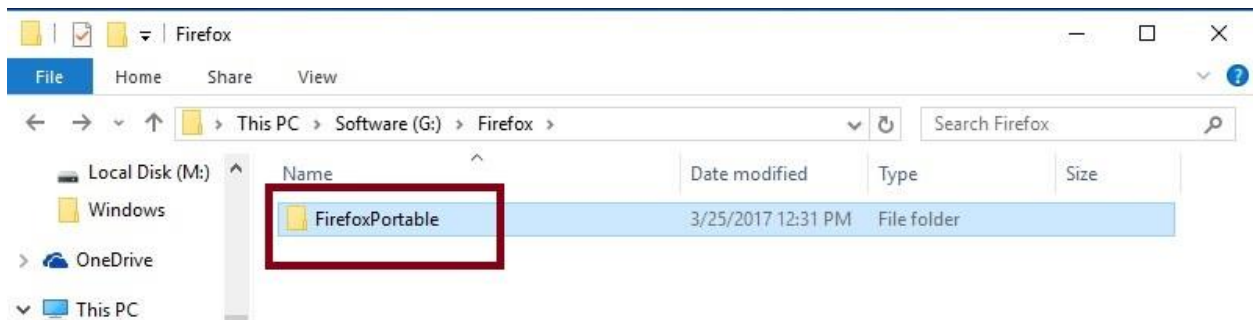 Firefox
File Home Share View
This PC > Software (G:) > Firefox > Search Firefox
Local Disk (M:) Name Date modified Type Size
Windows FirefoxPortable 3/25/2017 12:31 PM File folder
OneDrive
This PC